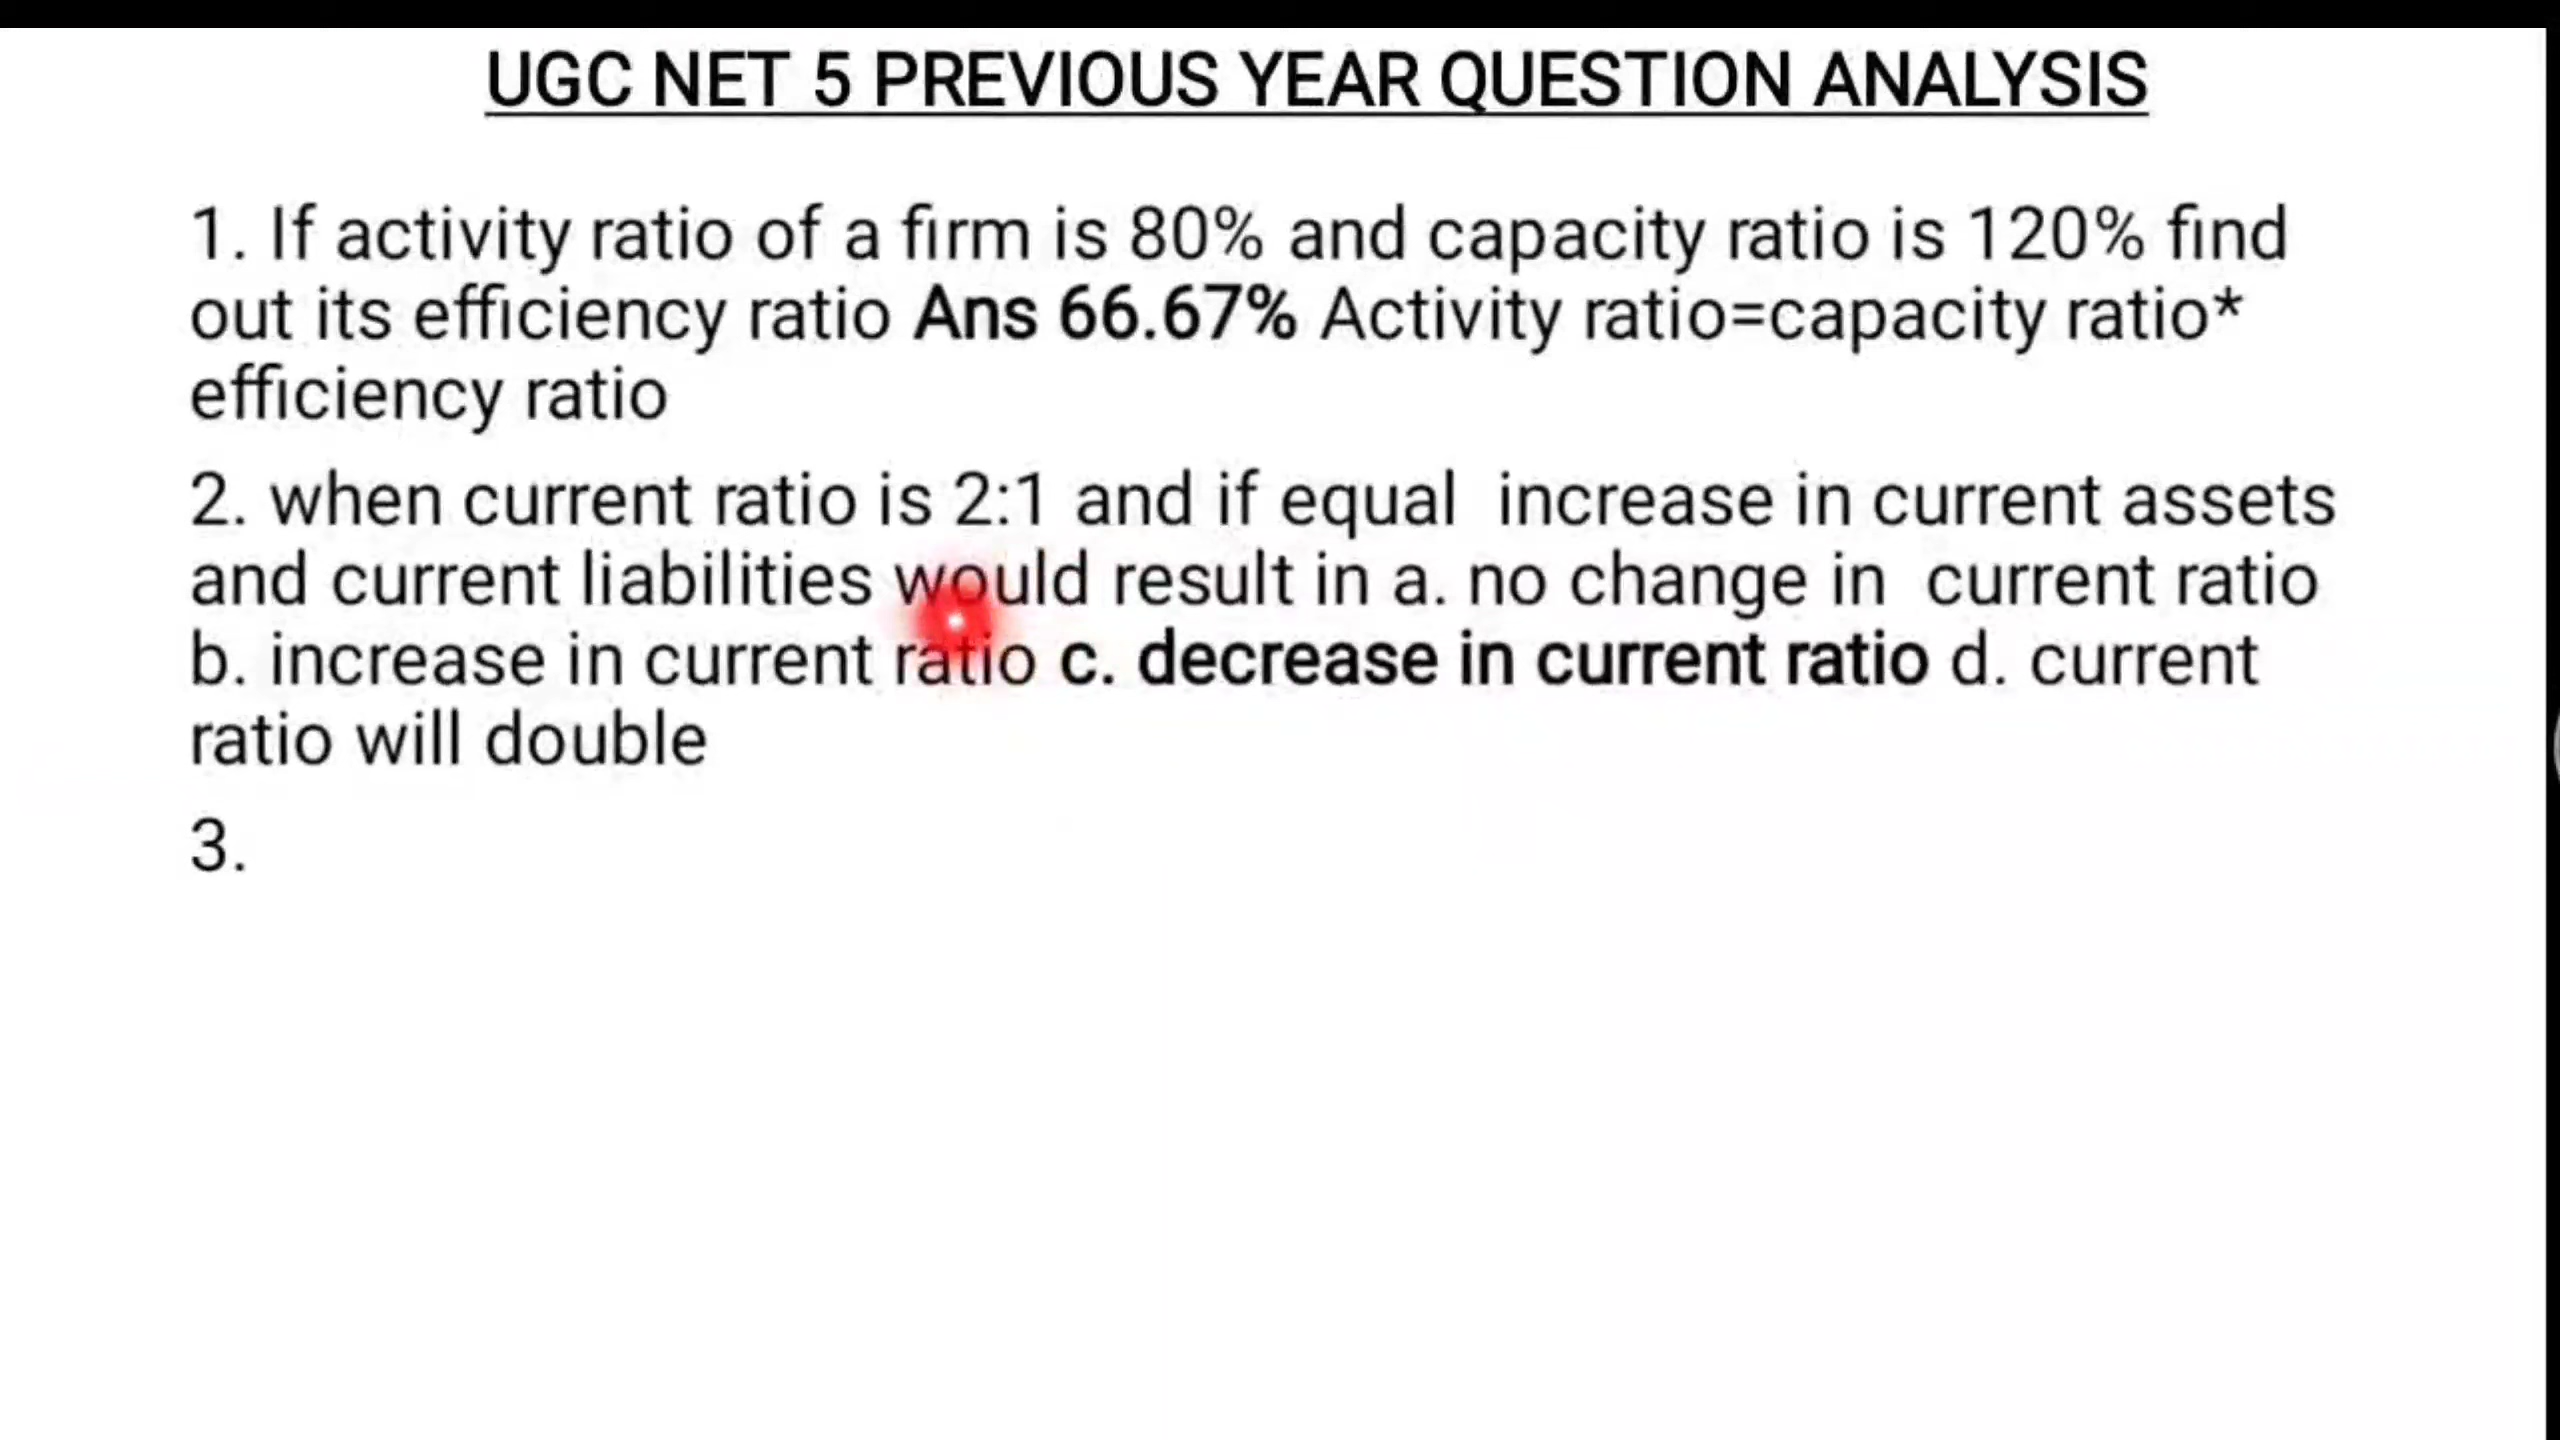 UGC NET 5 PREVIOUS YEAR QUESTION ANALYSIS
1. If activity ratio of a firm is 80% and capacity ratio is 120% find
out its efficiency ratio Ans 66.67% Activity ratio=capacity ratio*
efficiency ratio
2. when current ratio is 2:1 and if equal  increase in current assets
and current liabilities would result in a. no change in  current ratio
b. increase in current ratio c. decrease in current ratio d. current
ratio will double
3.